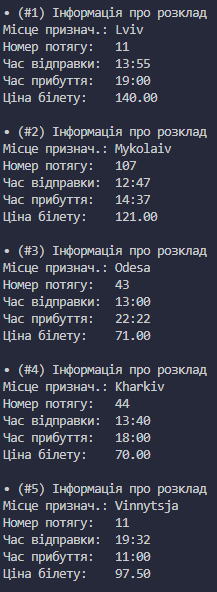 • (#1) Інформація про розклад
Місце признач.: Lviv
Номер потягу: 11
Час відправки: 13:55
Час прибуття: 19:00
Ціна білету: 140.00
• (#2) Інформація про розклад
Місце признач.: Mykolaiv
Номер потягу: 107
Час відправки: 12:47
Час прибуття: 14:37
Ціна білету: 121.00
• (#3) Інформація про розклад
Місце признач.: Odesa
Номер потягу: 43
Час відправки: 13:00
Час прибуття: 22:22
Ціна білету: 71.00
• (#4) Інформація про розклад
Місце признач.: Kharkiv
Номер потягу: 44
Час відправки: 13:40
Час прибуття: 18:00
Ціна білету: 70.00
• (#5) Інформація про розклад
Місце признач.: Vinnytsja
Номер потягу: 11
Час відправки: 19:32
Час прибуття: 11:00
Ціна білету: 97.50